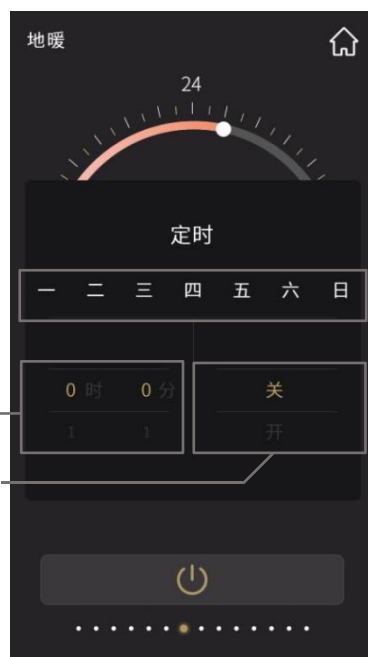 地暖
24
定时
一 二 三 四 五 六 日
0 时 0 分 关
1 1 开